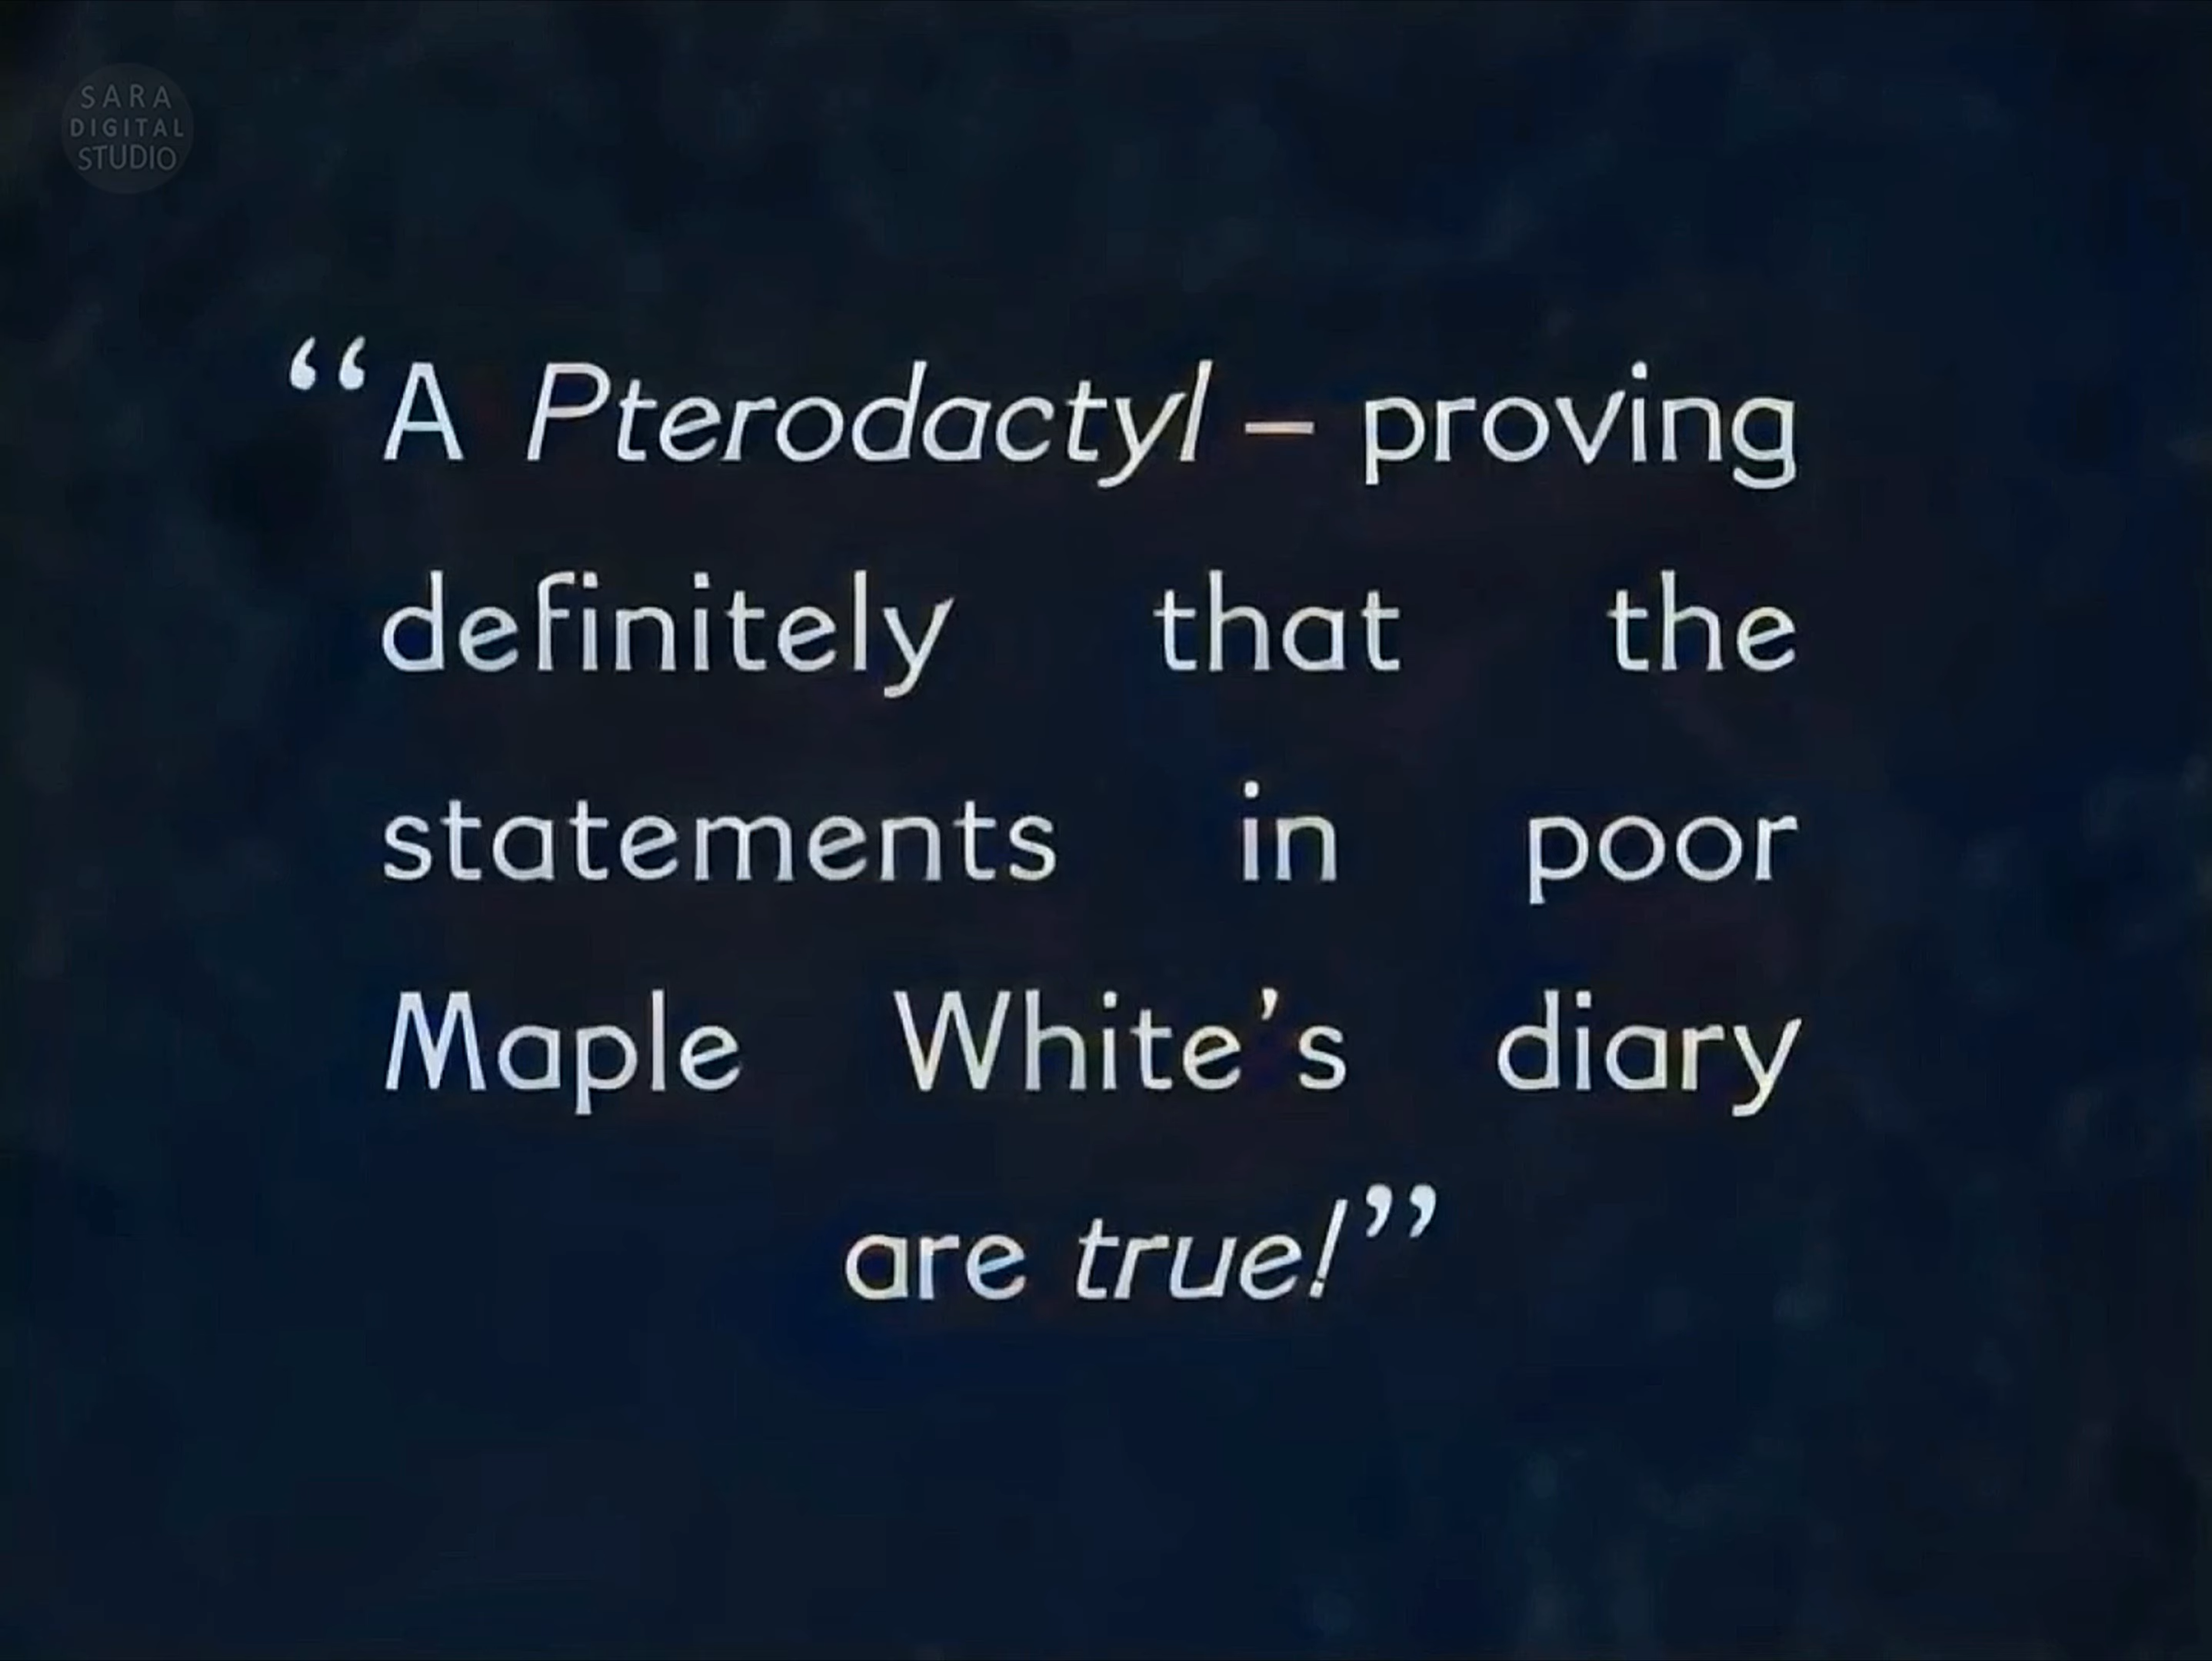 SARA
DIGITAL
STUDIO
“A Pterodactyl – proving
definitely that the
statements in poor
Maple White’s diary
are true!”